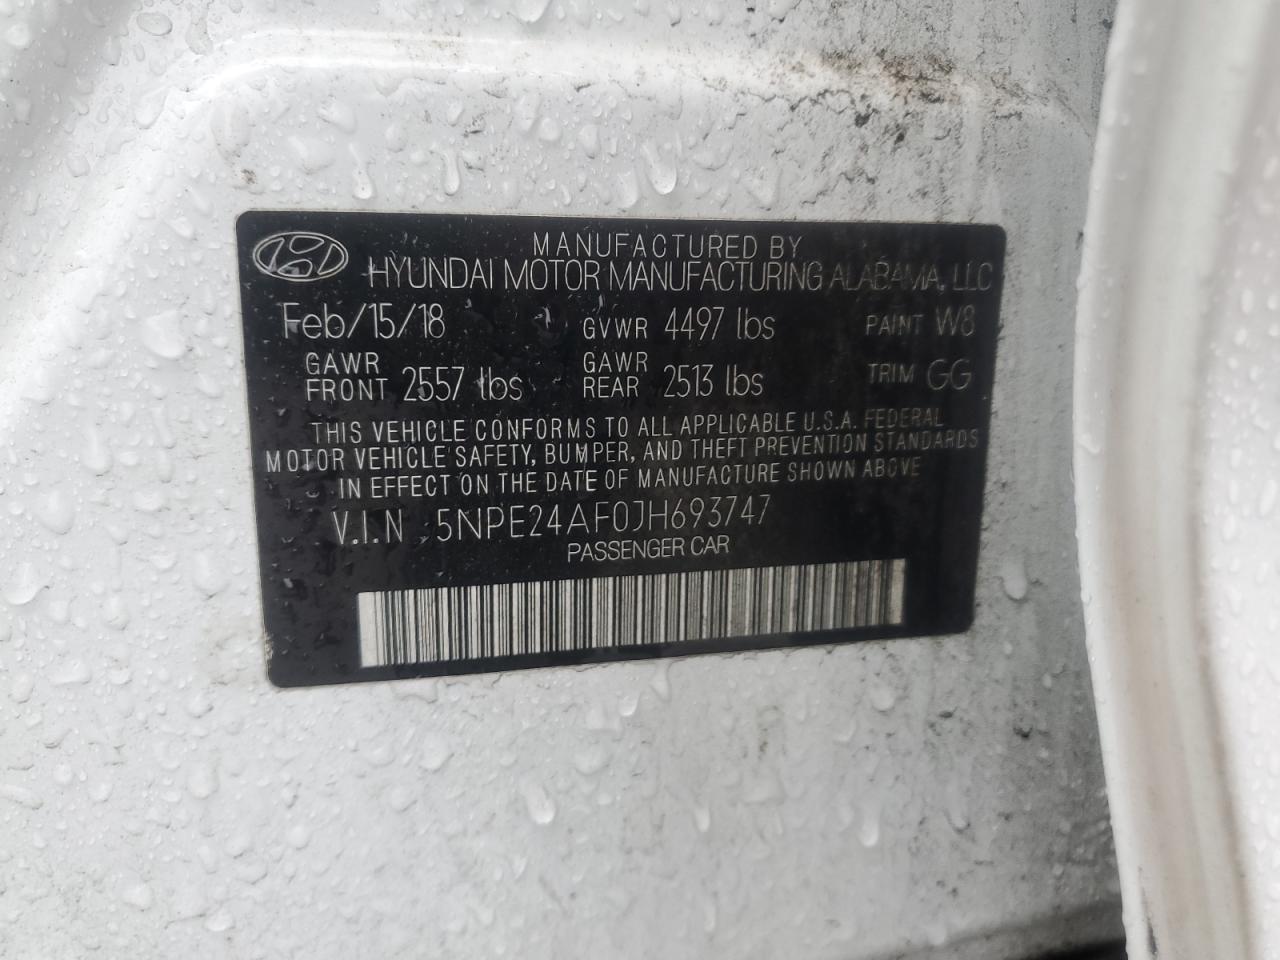 MANUFACTURED BY
HYUNDAI MOTOR MANUFACTURING ALABAMA, LLC
Feb/15/18 GVWR 4497 lbs PAINT W8
GAWR FRONT 2557 lbs GAWR REAR 2513 lbs TRIM GG
THIS VEHICLE CONFORMS TO ALL APPLICABLE U.S.A. FEDERAL
MOTOR VEHICLE SAFETY, BUMPER, AND THEFT PREVENTION STANDARDS
IN EFFECT ON THE DATE OF MANUFACTURE SHOWN ABOVE
V.I.N 5NPE24AF0JH693747
PASSENGER CAR